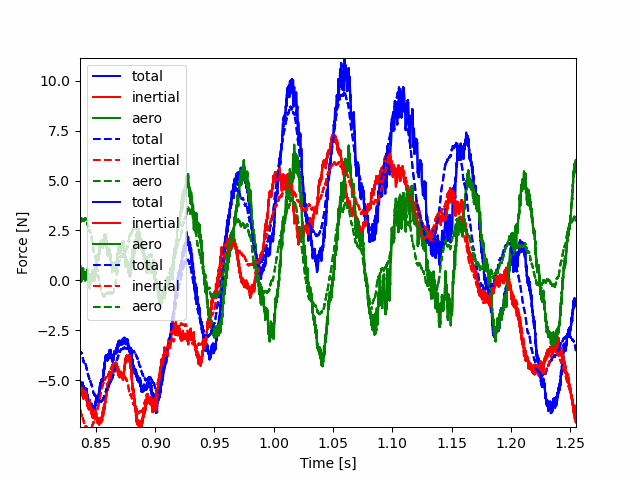 10.0
7.5
5.0
2.5
0.0
−2.5
−5.0
Force [N]
total
inertial
aero
total
inertial
aero
total
inertial
aero
total
inertial
aero
0.85 0.90 0.95 1.00 1.05 1.10 1.15 1.20 1.25
Time [s]